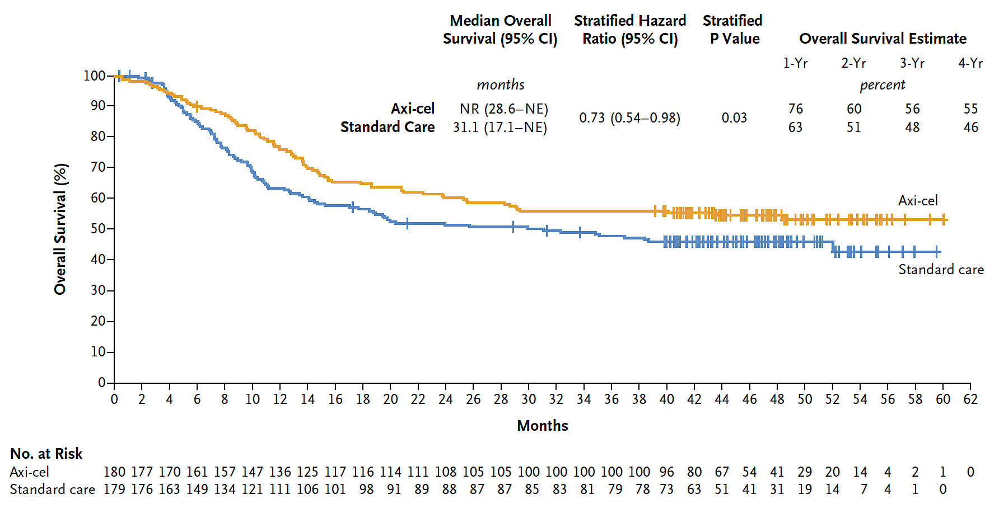 Median Overall Survival (95% CI) Stratified Hazard Ratio (95% CI) Stratified P Value Overall Survival Estimate
1-Yr 2-Yr 3-Yr 4-Yr
months percent
Axi-cel NR (28.6–NE) 0.73 (0.54–0.98) 0.03 76 60 56 55
Standard Care 31.1 (17.1–NE) 63 51 48 46
Overall Survival (%)
100
90
80
70
60
50
40
30
20
10
0
Axi-cel
Standard care
0 2 4 6 8 10 12 14 16 18 20 22 24 26 28 30 32 34 36 38 40 42 44 46 48 50 52 54 56 58 60 62
Months
No. at Risk
Axi-cel 180 177 170 161 157 147 136 125 117 116 114 111 108 105 105 100 100 100 100 100 96 80 67 54 41 29 20 14 4 2 1 0
Standard care 179 176 163 149 134 121 111 106 101 98 91 89 88 87 87 85 83 81 79 78 73 63 51 41 31 19 14 7 4 1 0